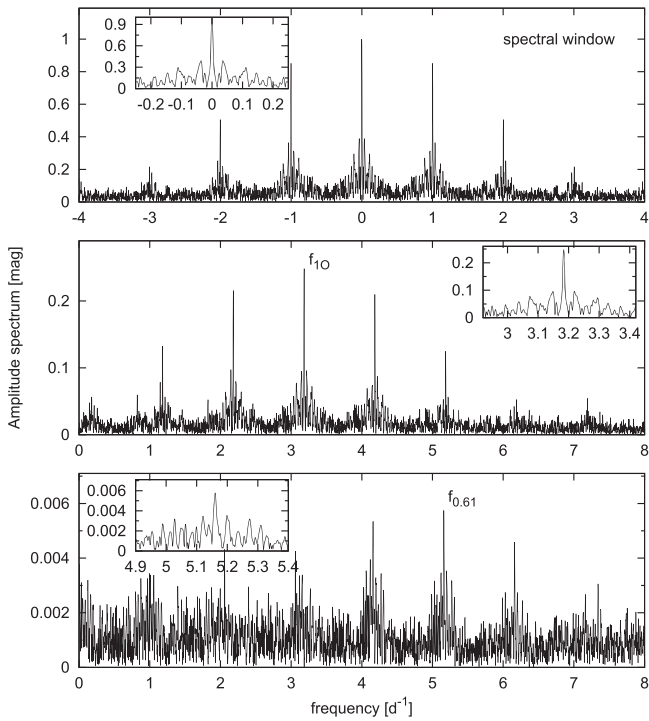 spectral window
0.9
0.6
0.3
0
-0.2 -0.1 0 0.1 0.2
1
0.8
0.6
0.4
0.2
0
-4 -3 -2 -1 0 1 2 3 4
Amplitude spectrum [mag]
f1O
0.2
0.1
0
3 3.1 3.2 3.3 3.4
0.2
0.1
0
0 1 2 3 4 5 6 7 8
f0.61
0.006
0.004
0.002
0
4.9 5 5.1 5.2 5.3 5.4
0.006
0.004
0.002
0
0 1 2 3 4 5 6 7 8
frequency [d-1]